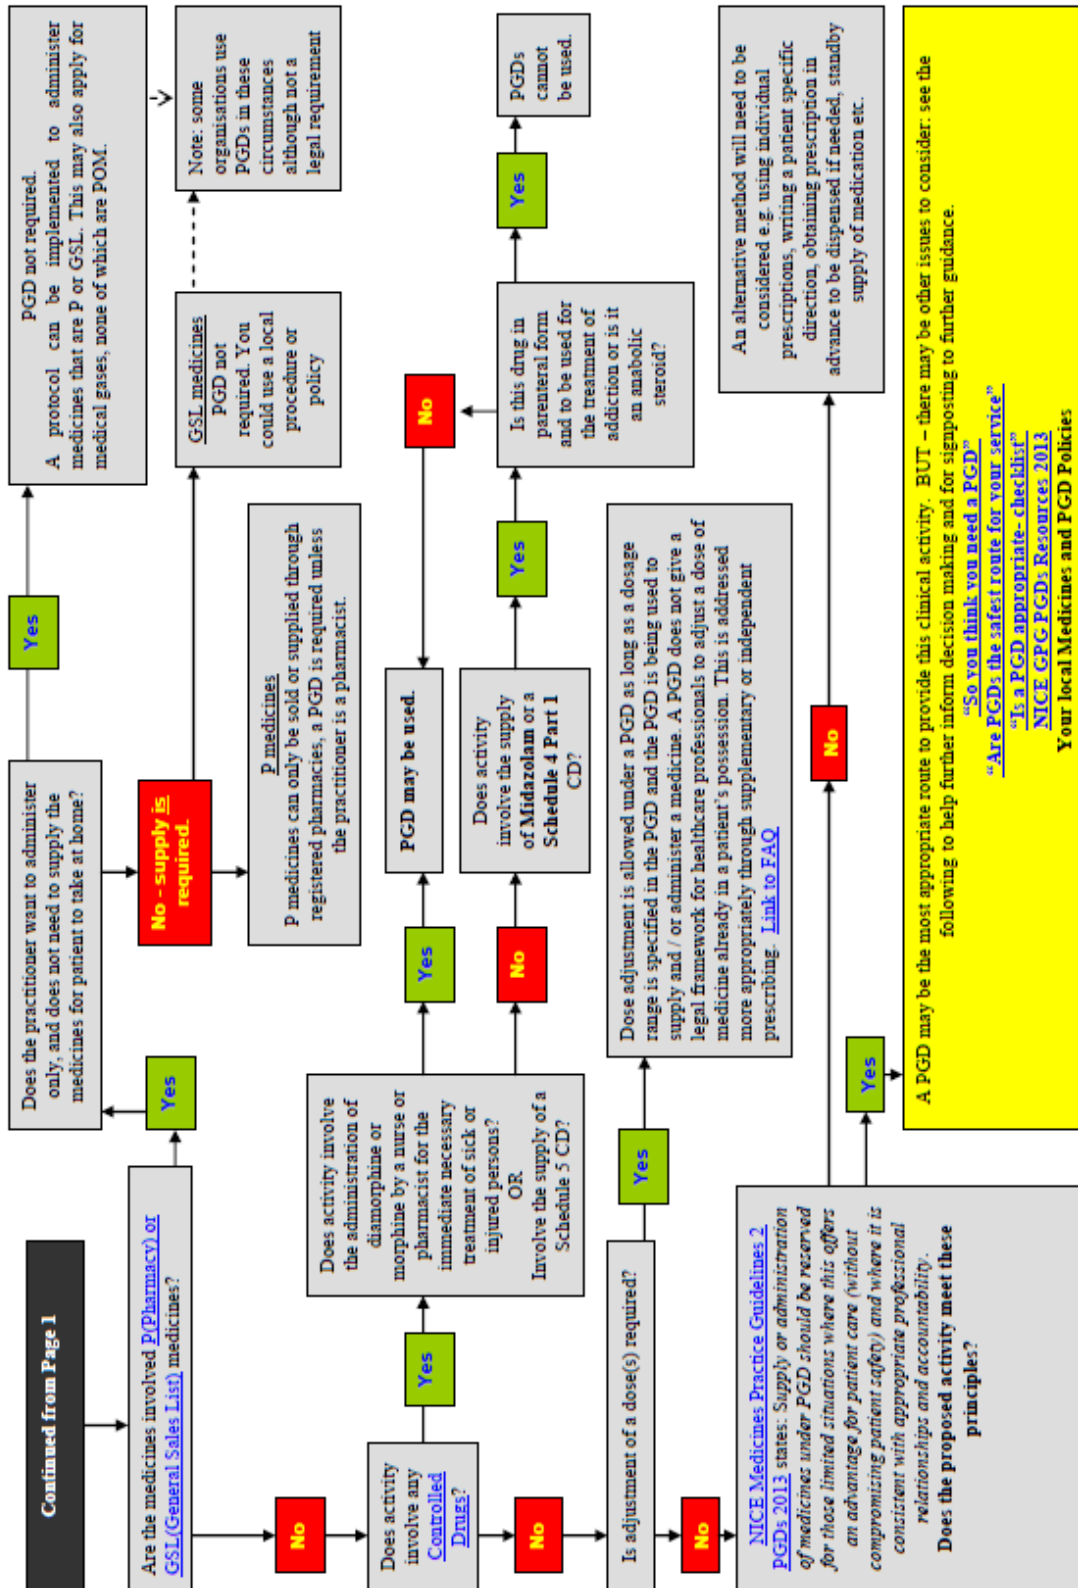 Continued from Page 1
Are the medicines involved P(Pharmacy) or
GSL(General Sales List) medicines?
Yes
Does the practitioner want to administer
only, and does not need to supply the
medicines for patient to take at home?
Yes
PGD not required.
A protocol can be implemented to administer
medicines that are P or GSL. This may also apply for
medical gases, none of which are POM.
No – supply is
required.
GSL medicines
PGD not
required. You
could use a local
procedure or
policy
Note: some
organisations use
PGDs in these
circumstances
although not a
legal requirement
P medicines
P medicines can only be sold or supplied through
registered pharmacies, a PGD is required unless
the practitioner is a pharmacist.
No
Does activity
involve any
Controlled
Drugs?
Yes
Does activity involve
the administration of
diamorphine or
morphine by a nurse or
pharmacist for the
immediate necessary
treatment of sick or
injured persons?
OR
Involve the supply of a
Schedule 5 CD?
Yes
PGD may be used.
No
No
Does activity
involve the supply
of Midazolam or a
Schedule 4 Part 1
CD?
Yes
Is this drug in
parenteral form
and to be used for
the treatment of
addiction or is it
an anabolic
steroid?
Yes
PGDs
cannot
be used.
No
Is adjustment of a dose(s) required?
Yes
Dose adjustment is allowed under a PGD as long as a dosage
range is specified in the PGD and the PGD is being used to
supply and / or administer a medicine. A PGD does not give a
legal framework for healthcare professionals to adjust a dose of
medicine already in a patient's possession. This is addressed
more appropriately through supplementary or independent
prescribing. Link to FAQ
No
NICE Medicines Practice Guidelines 2
PGDs 2013 states: Supply or administration
of medicines under PGD should be reserved
for those limited situations where this offers
an advantage for patient care (without
compromising patient safety) and where it is
consistent with appropriate professional
relationships and accountability.
Does the proposed activity meet these
principles?
No
An alternative method will need to be
considered e.g. using individual
prescriptions, writing a patient specific
direction, obtaining prescription in
advance to be dispensed if needed, standby
supply of medication etc.
Yes
A PGD may be the most appropriate route to provide this clinical activity. BUT – there may be other issues to consider: see the
following to help further inform decision making and for signposting to further guidance.
"So you think you need a PGD"
"Are PGDs the safest route for your service"
"Is a PGD appropriate- checklist"
NICE GPG PGDs Resources 2013
Your local Medicines and PGD Policies